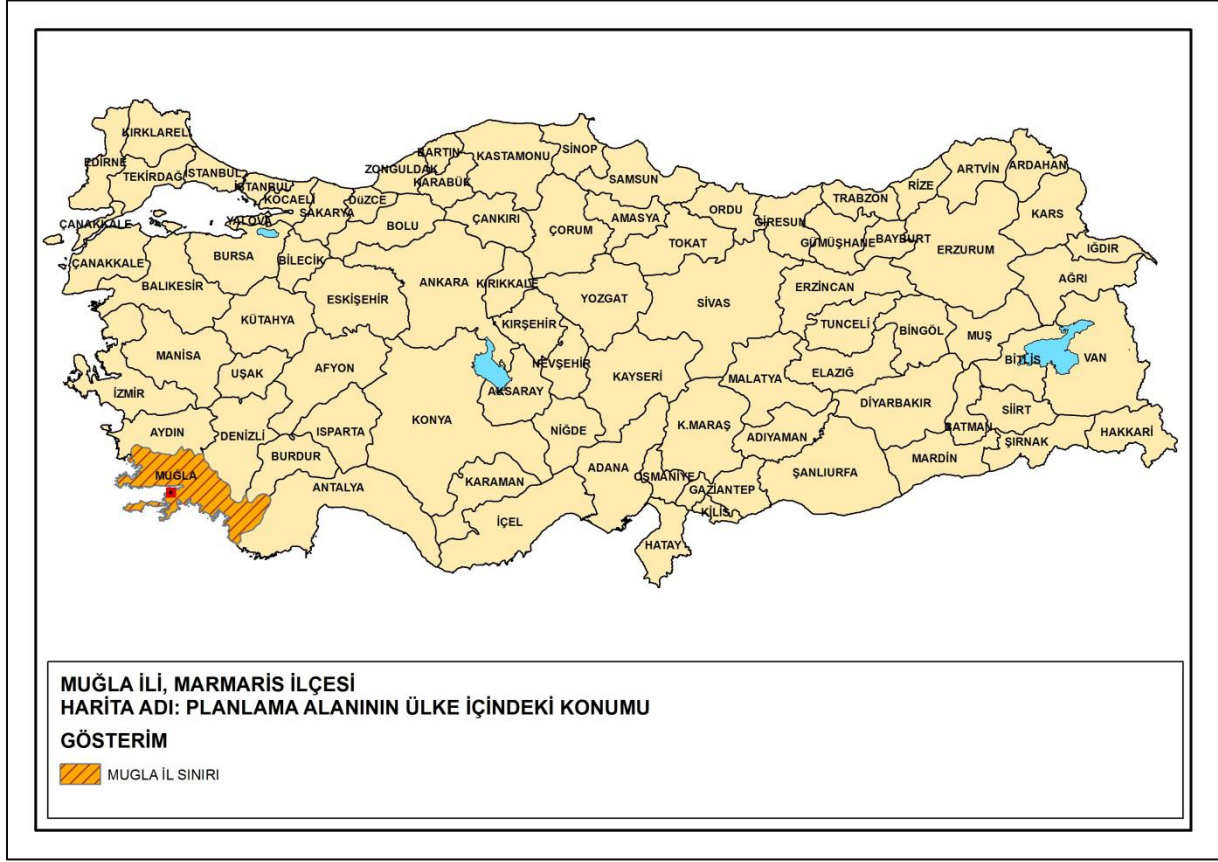 KIRKLARELİ
EDİRNE
TEKİRDAĞ
İSTANBUL
İSTANBUL
KOCAELİ
YALOVA
SAKARYA
DüZCE
ZONGULDAK
BARTIN
KARABÜK
KASTAMONU
SİNOP
SAMSUN
ORDU
GİRESUN
TRABZON
RİZE
ARTVİN
ARDAHAN
KARS
IĞDIR
ÇANAKKALE
ÇANAKKALE
BALIKESİR
BURSA
BİLECİK
BOLU
ÇANKIRI
ÇORUM
AMASYA
TOKAT
GÜMÜŞHANE
BAYBURT
ERZURUM
AĞRI
KÜTAHYA
ESKİŞEHİR
ANKARA
KIRIKKALE
YOZGAT
SİVAS
ERZİNCAN
TUNCELİ
BİNGÖL
MUŞ
BİTLİS
VAN
MANİSA
UŞAK
AFYON
KIRŞEHİR
NEVŞEHİR
KAYSERİ
MALATYA
ELAZIĞ
İZMİR
AKSARAY
DİYARBAKIR
BATMAN
SİİRT
ŞIRNAK
HAKKARİ
AYDIN
DENİZLİ
ISPARTA
KONYA
NİĞDE
K.MARAŞ
ADIYAMAN
MARDİN
MUĞLA
BURDUR
ANTALYA
KARAMAN
İÇEL
ADANA
OSMANİYE
GAZİANTEP
KİLİS
ŞANLIURFA
HATAY
MUĞLA İLİ, MARMARİS İLÇESİ
HARİTA ADI: PLANLAMA ALANININ ÜLKE İÇİNDEKİ KONUMU
GÖSTERİM
MUGLA İL SINIRI